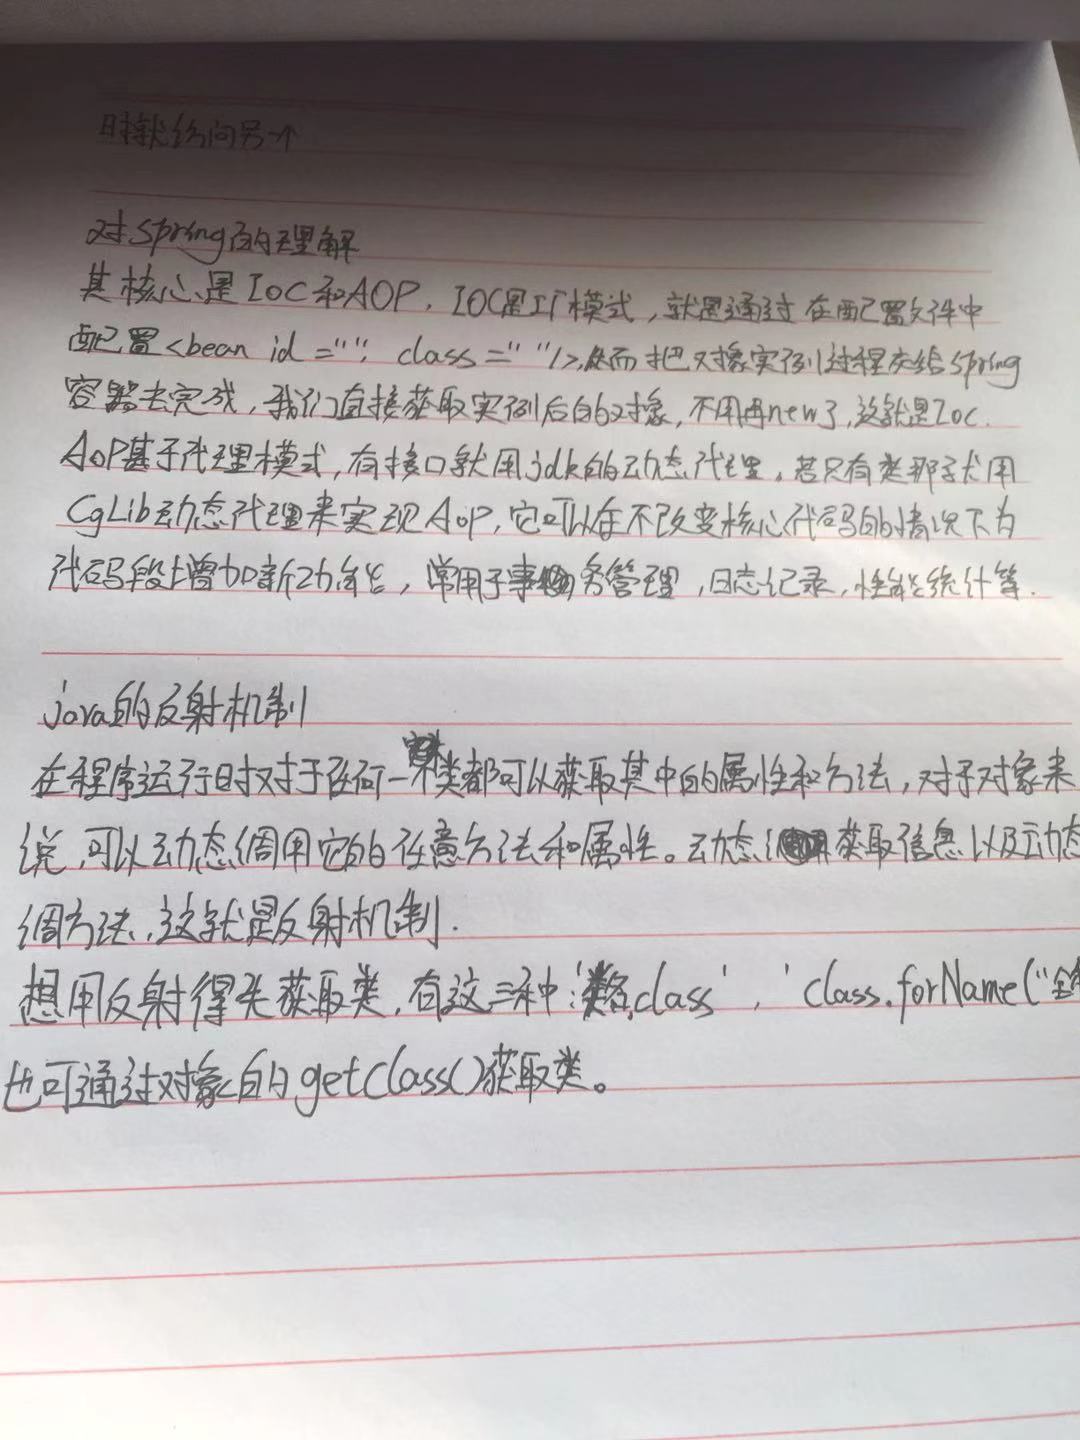 时就访问另一个
对Spring的理解
其核心是IOC和AOP，IOC是工厂模式，就是通过在配置文件中
配置<bean id="" class=" "/>,从而把对像实例过程交给Spring
容器去完成，我们直接获取实例后的对象，不用再new了，这就是Ioc.
AoP基于代理模式，有接口就用jdk的动态代理，若只有类那就用
CgLib动态代理来实现AoP，它可以在不改变核心代码的情况下为
代码段增加新功能，常用于事务管理，日志记录，性能统计等.
java的反射机制
在程序运行时对于任何一个类都可以获取其中的属性和方法，对于对象来
说，可以动态调用它的任意方法和属性。动态获取信息以及动态
调方法，这就是反射机制.
想用反射得先获取类，有这三种:'类名.class'，'class.forName("全
也可通过对象的getClass()获取类。